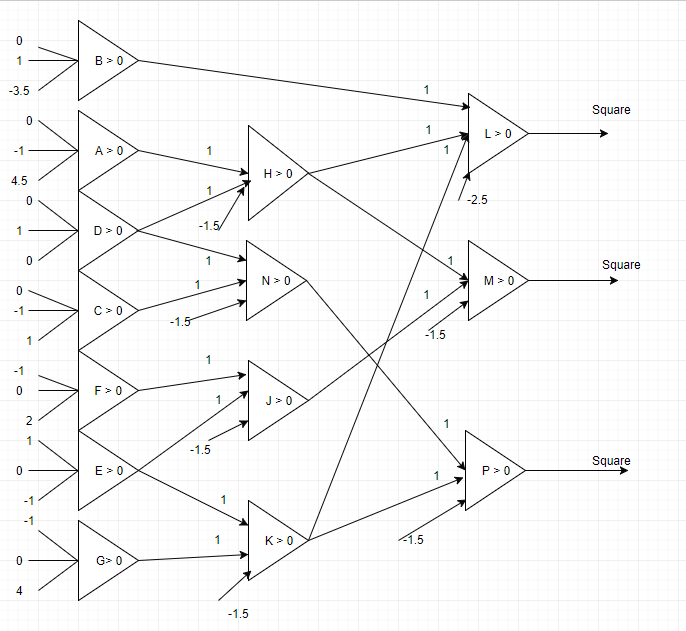 0
1
-3.5
B > 0
1
0
-1
4.5
A > 0
1
1
1
L > 0
Square
-2.5
0
1
0
D > 0
1
1
-1.5
H > 0
0
-1
1
C > 0
1
1
-1.5
N > 0
1
1
-1.5
M > 0
Square
-1
0
2
F > 0
1
1
-1.5
J > 0
1
0
-1
E > 0
1
1
1
-1.5
P > 0
Square
-1
0
4
G> 0
1
-1.5
K > 0